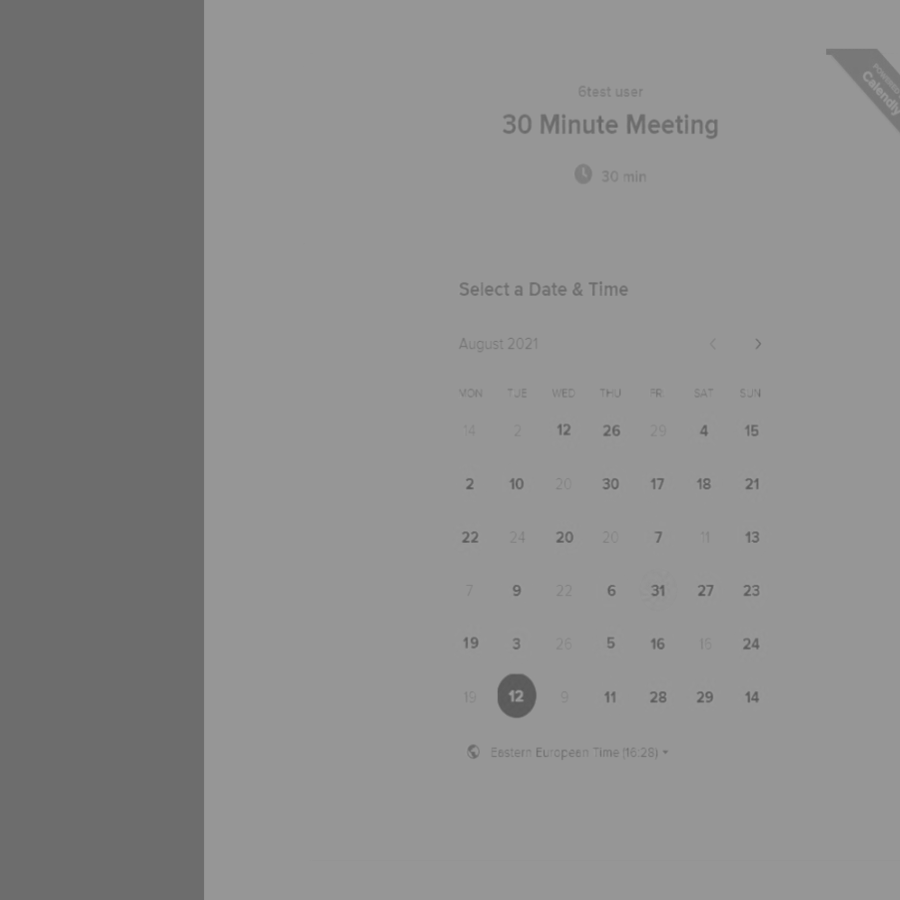 6test user
30 Minute Meeting
30 min
POWERED
Calendly
Select a Date & Time
August 2021
MON TUE WED THU FRI SAT SUN
14 2 12 26 29 4 15
2 10 20 30 17 18 21
22 24 20 20 7 11 13
7 9 22 6 31 27 23
19 3 26 5 16 15 24
19 12 9 11 28 29 14
Eastern European Time (16:28)